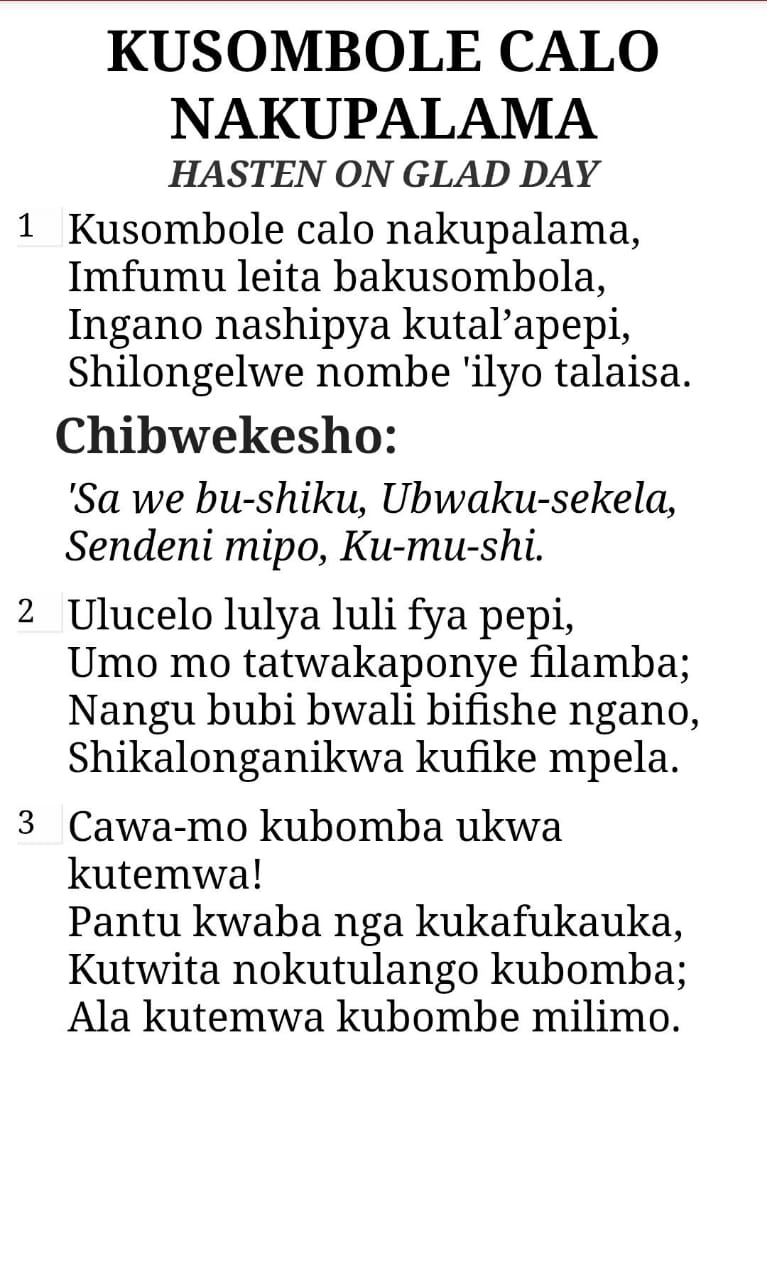 KUSOMBOLE CALO
NAKUPALAMA
HASTEN ON GLAD DAY
1 Kusombole calo nakupalama,
Imfumu leita bakusombola,
Ingano nashipya kutal’apepi,
Shilongelwe nombe 'ilyo talaisa.
Chibwekesho:
'Sa we bu-shiku, Ubwaku-sekela,
Sendeni mipo, Ku-mu-shi.
2 Ulucelo lulya luli fya pepi,
Umo mo tatwakaponye filamba;
Nangu bubi bwali bifishe ngano,
Shikalonganikwa kufike mpela.
3 Cawa-mo kubomba ukwa
kutemwa!
Pantu kwaba nga kukafukauka,
Kutwita nokutulango kubomba;
Ala kutemwa kubombe milimo.